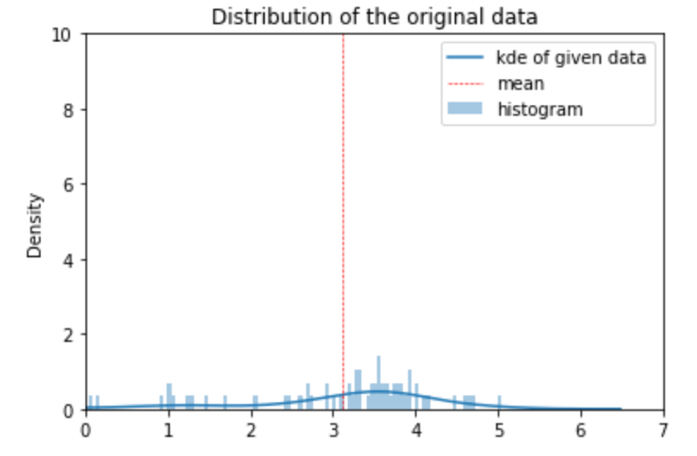 Distribution of the original data
10
8
6
4
2
0
Density
kde of given data
mean
histogram
0 1 2 3 4 5 6 7